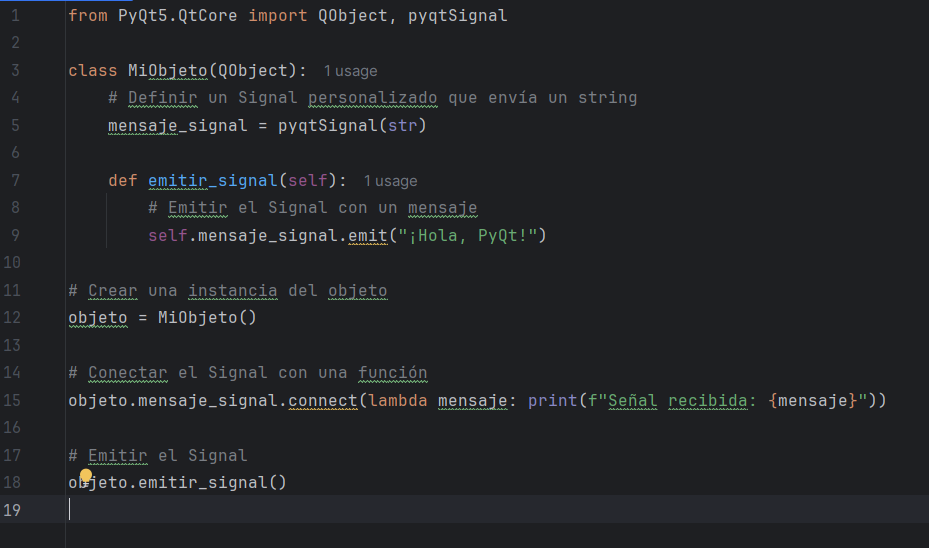 1 from PyQt5.QtCore import QObject, pyqtSignal
2
3 class MiObjeto(QObject): 1 usage
4 # Definir un Signal personalizado que envía un string
5 mensaje_signal = pyqtSignal(str)
6
7 def emitir_signal(self): 1 usage
8 # Emitir el Signal con un mensaje
9 self.mensaje_signal.emit("¡Hola, PyQt!")
10
11 # Crear una instancia del objeto
12 objeto = MiObjeto()
13
14 # Conectar el Signal con una función
15 objeto.mensaje_signal.connect(lambda mensaje: print(f"Señal recibida: {mensaje}"))
16
17 # Emitir el Signal
18 objeto.emitir_signal()
19